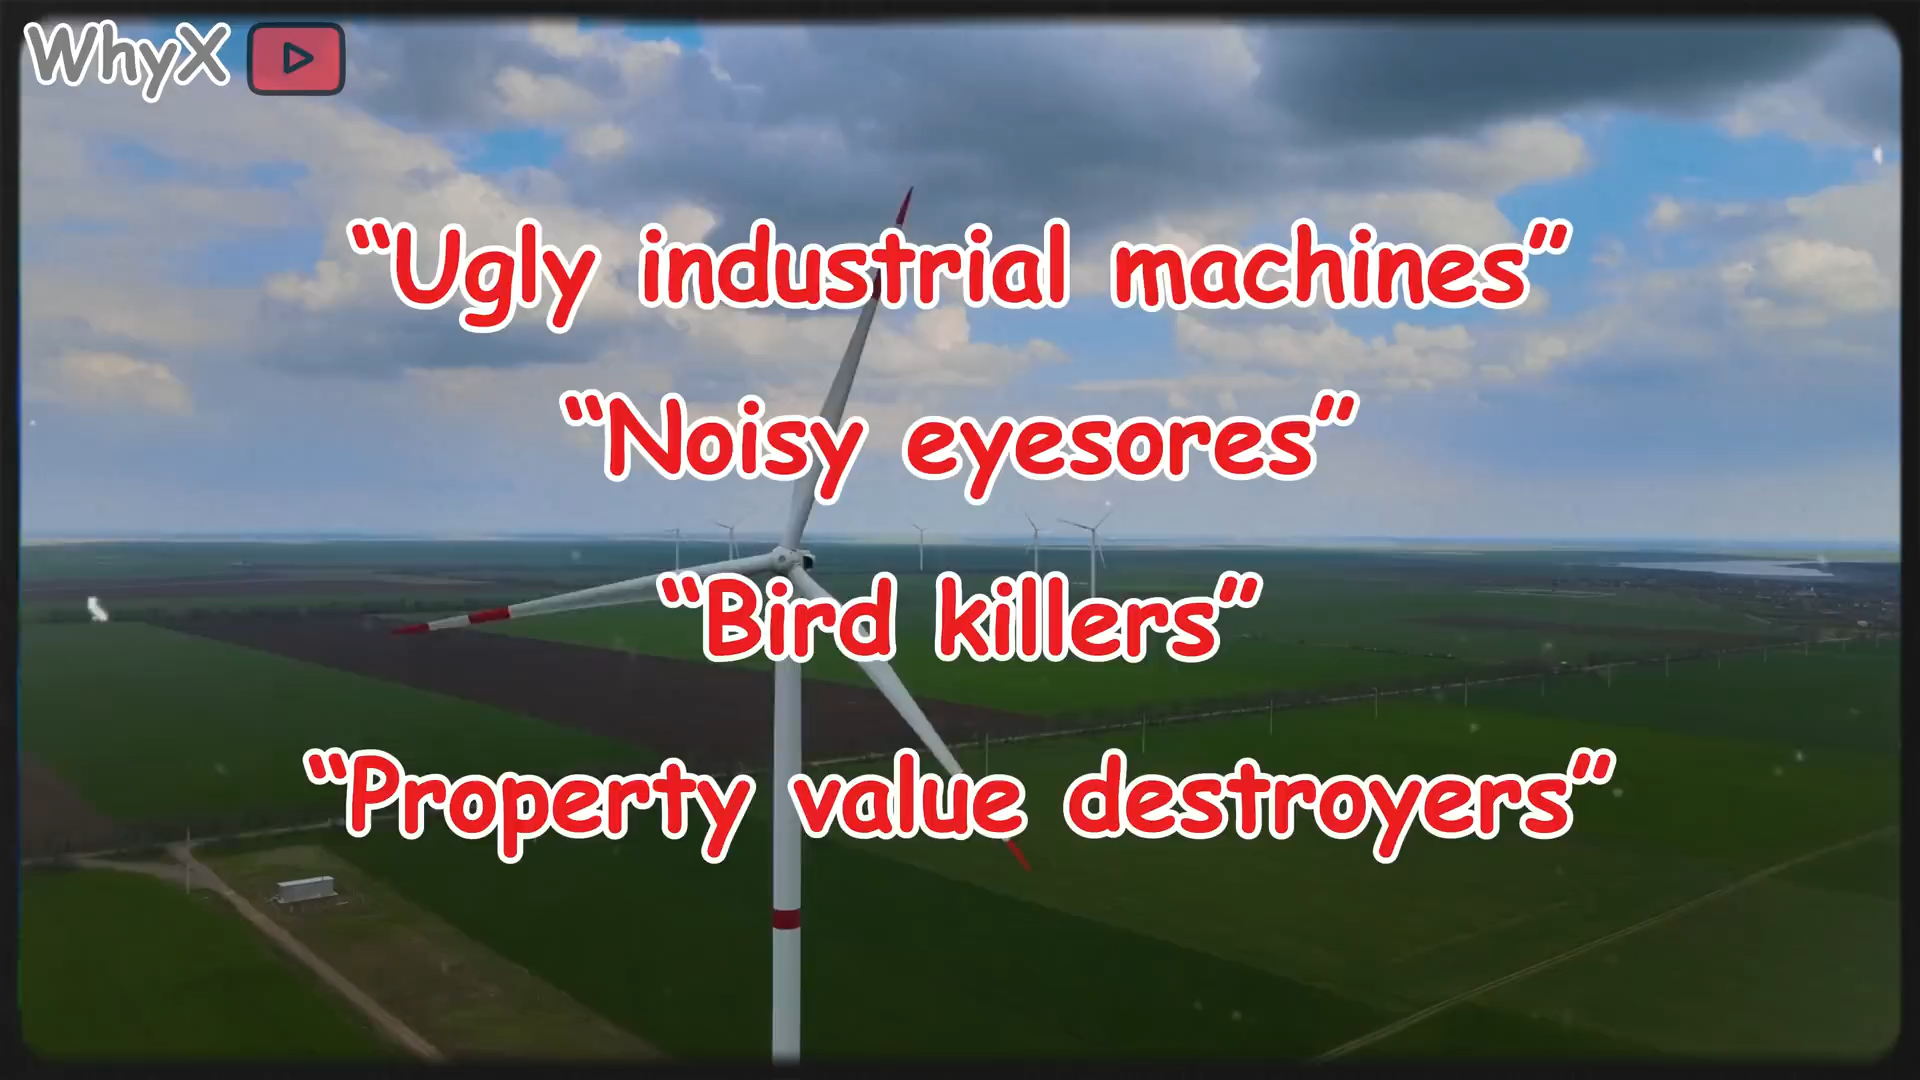 WhyX
“Ugly industrial machines”
“Noisy eyesores”
“Bird killers”
“Property value destroyers”